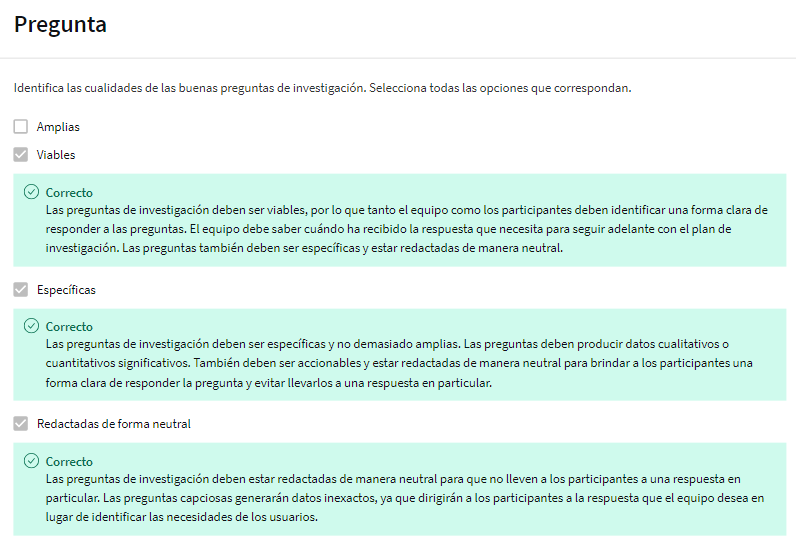 Pregunta
Identifica las cualidades de las buenas preguntas de investigación. Selecciona todas las opciones que correspondan.
Amplias
Viables
Correcto
Las preguntas de investigación deben ser viables, por lo que tanto el equipo como los participantes deben identificar una forma clara de
responder a las preguntas. El equipo debe saber cuándo ha recibido la respuesta que necesita para seguir adelante con el plan de
investigación. Las preguntas también deben ser específicas y estar redactadas de manera neutral.
Específicas
Correcto
Las preguntas de investigación deben ser específicas y no demasiado amplias. Las preguntas deben producir datos cualitativos o
cuantitativos significativos. También deben ser accionables y estar redactadas de manera neutral para brindar a los participantes una
forma clara de responder la pregunta y evitar llevarlos a una respuesta en particular.
Redactadas de forma neutral
Correcto
Las preguntas de investigación deben estar redactadas de manera neutral para que no lleven a los participantes a una respuesta en
particular. Las preguntas capciosas generarán datos inexactos, ya que dirigirán a los participantes a la respuesta que el equipo desea en
lugar de identificar las necesidades de los usuarios.